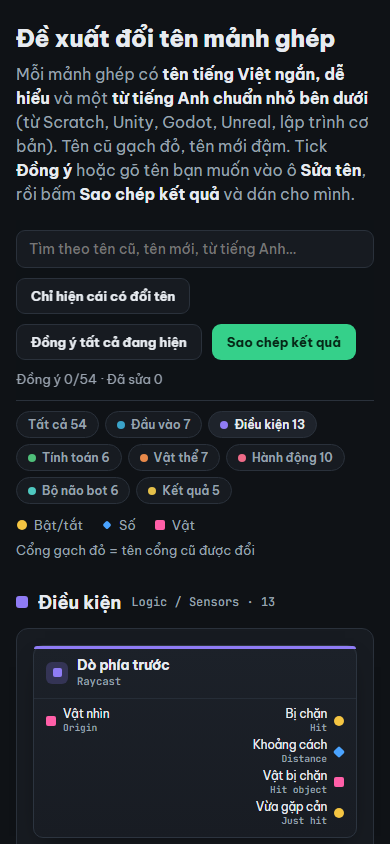 Đề xuất đổi tên mảnh ghép
Mỗi mảnh ghép có tên tiếng Việt ngắn, dễ
hiểu và một từ tiếng Anh chuẩn nhỏ bên dưới
(từ Scratch, Unity, Godot, Unreal, lập trình cơ
bản). Tên cũ gạch đỏ, tên mới đậm. Tick
Đồng ý hoặc gõ tên bạn muốn vào ô Sửa tên,
rồi bấm Sao chép kết quả và dán cho mình.
Tìm theo tên cũ, tên mới, từ tiếng Anh...
Chỉ hiện cái có đổi tên
Đồng ý tất cả đang hiện
Sao chép kết quả
Đồng ý 0/54 · Đã sửa 0
Tất cả 54
Đầu vào 7
Điều kiện 13
Tính toán 6
Vật thể 7
Hành động 10
Bộ não bot 6
Kết quả 5
Bật/tắt
Số
Vật
Cổng gạch đỏ = tên cổng cũ được đổi
Điều kiện Logic / Sensors · 13
Dò phía trước
Raycast
Vật nhìn
Origin
Bị chặn
Hit
Khoảng cách
Distance
Vật bị chặn
Hit object
Vừa gặp cản
Just hit